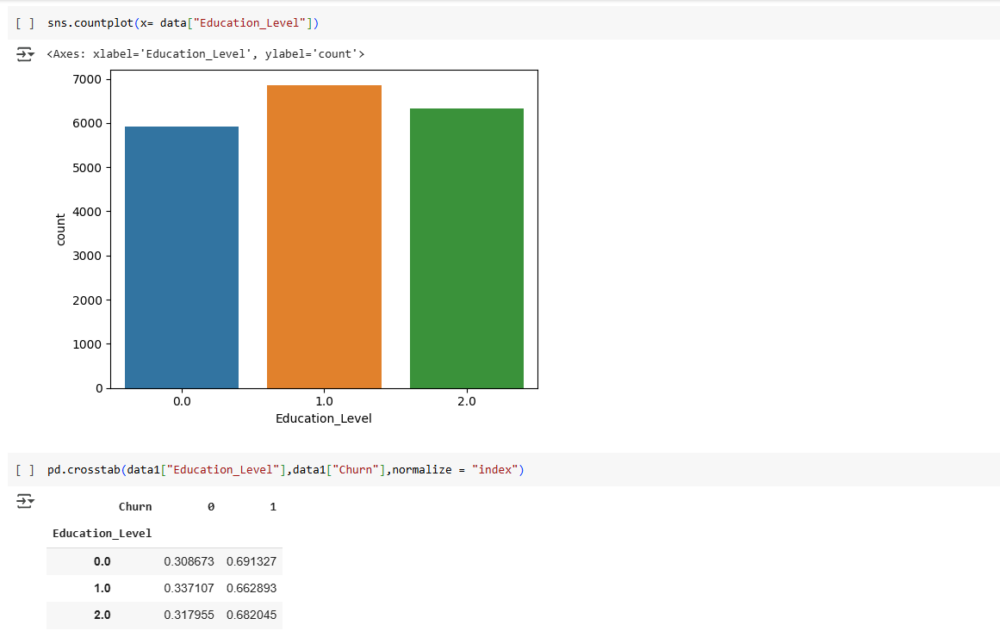 [ ] sns.countplot(x= data["Education_Level"])
<Axes: xlabel='Education_Level', ylabel='count'>
7000
6000
5000
4000
3000
2000
1000
0
count
0.0 1.0 2.0
Education_Level
[ ] pd.crosstab(data1["Education_Level"],data1["Churn"],normalize = "index")
Churn 0 1
Education_Level
0.0 0.308673 0.691327
1.0 0.337107 0.662893
2.0 0.317955 0.682045